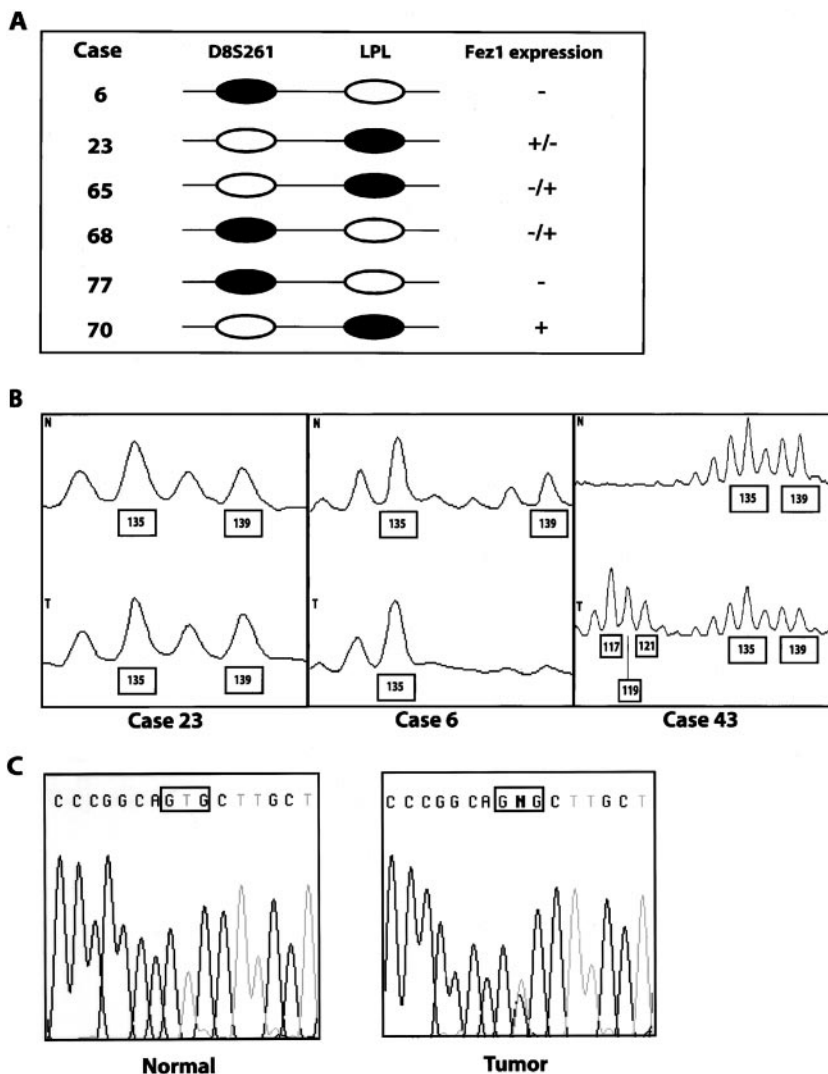 A
Case D8S261 LPL Fez1 expression
6 -
23 +/-
65 -/+
68 -/+
77 -
70 +
B
N N N
135 139 135 139 135 139
T T T
135 139 135 117 121 135 139
119
Case 23 Case 6 Case 43
C
C C C G G C A G T G C T T G C T C C C G G C A G N G C T T G C T
Normal Tumor